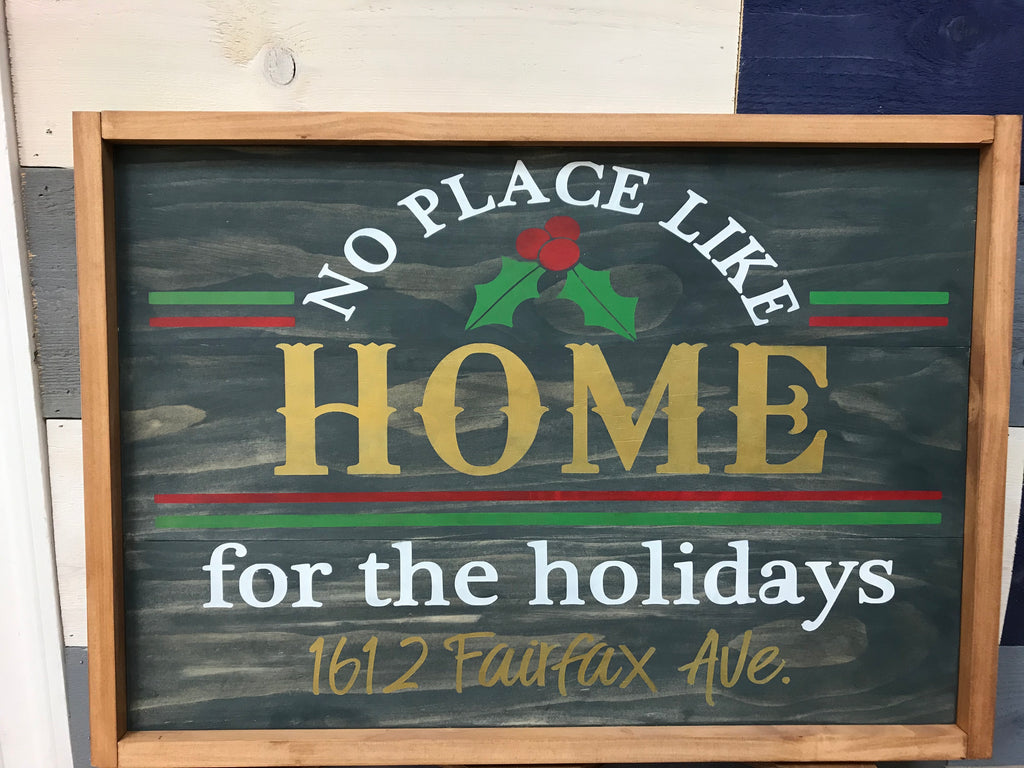 NO PLACE LIKE
HOME
for the holidays
1612 Fairfax Ave.